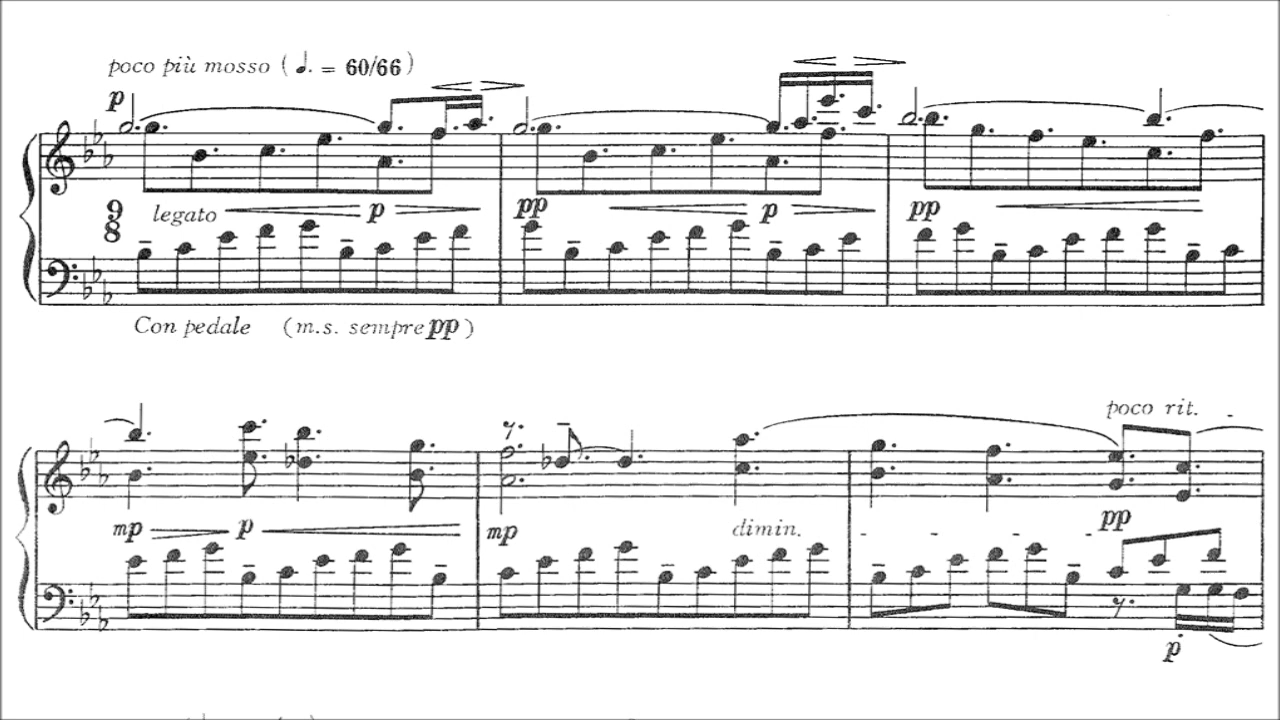 poco più mosso ( ♩. = 60/66 )
p
9
8
legato p pp p pp
Con pedale (m.s. sempre pp )
poco rit. -
mp p mp dimin. - - - - pp
p